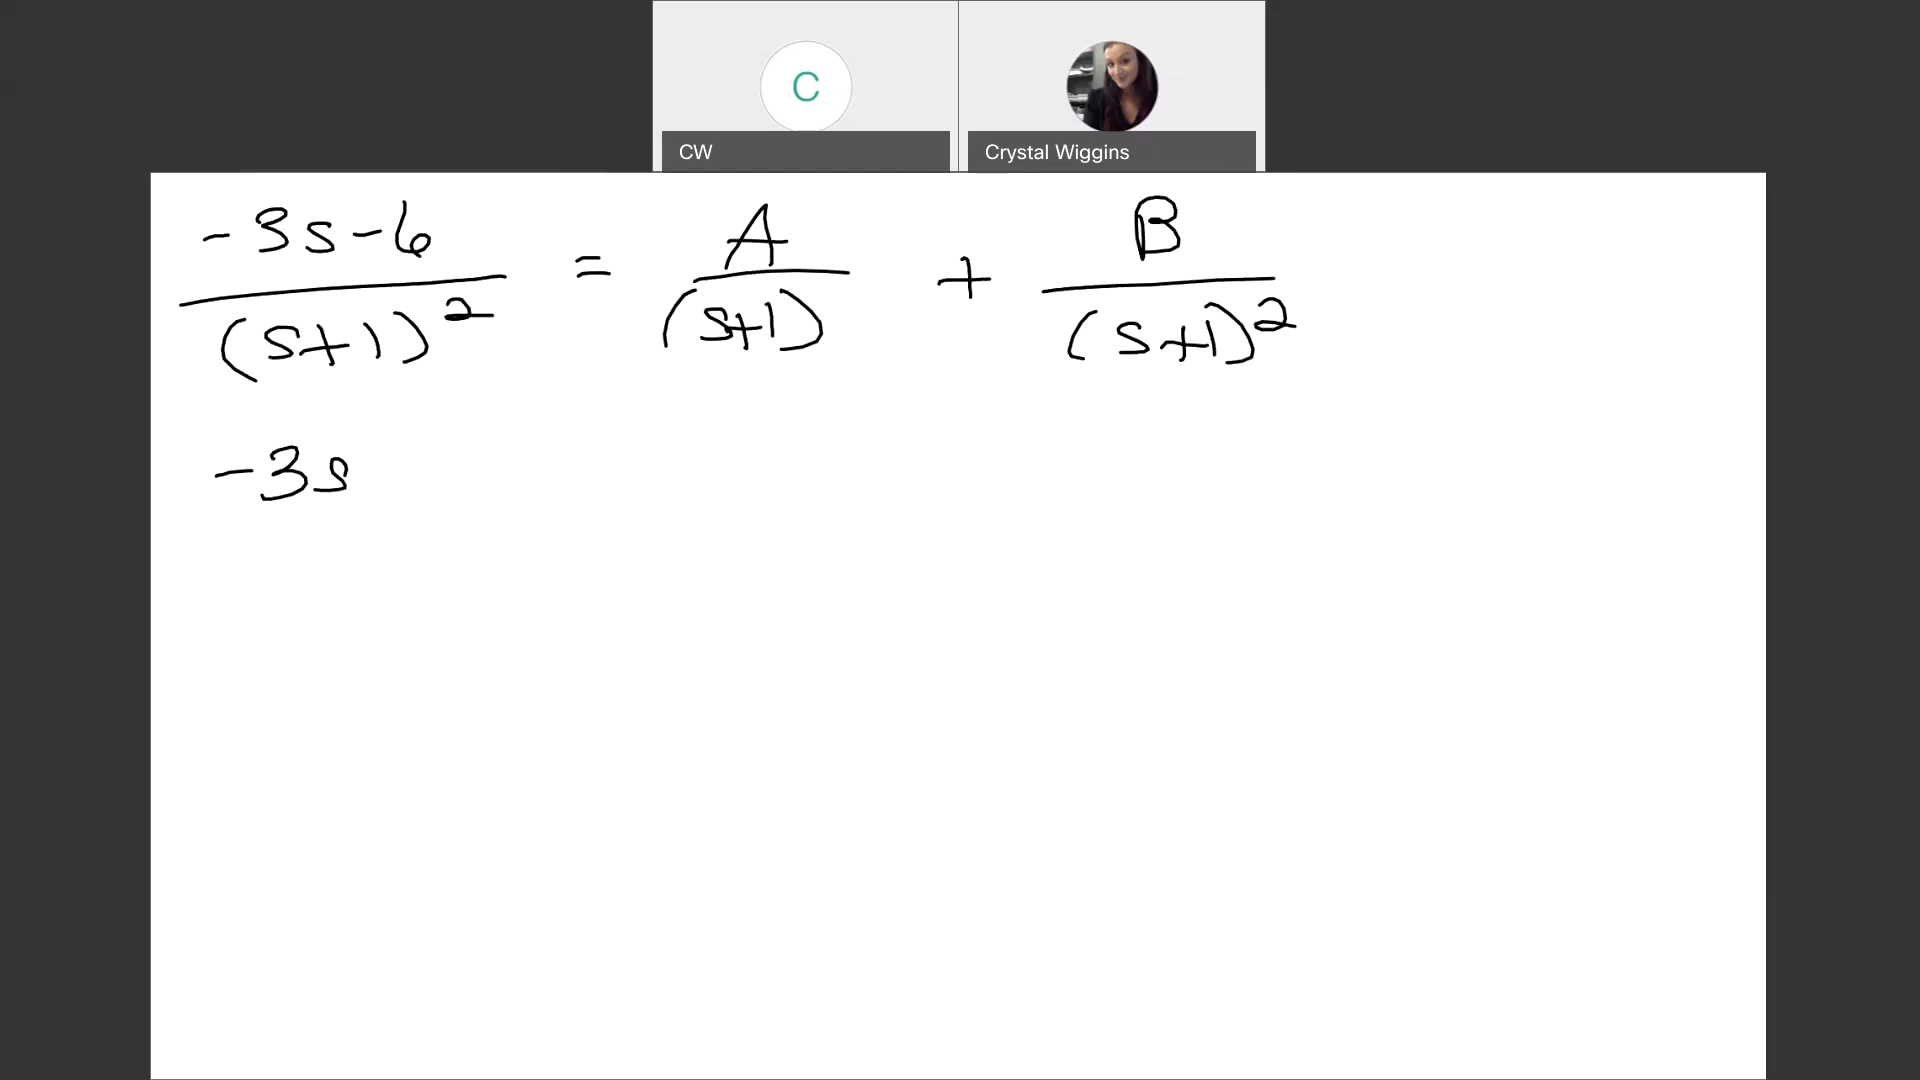 C
CW
Crystal Wiggins
-3s-6 / (s+1)^2 = A / (s+1) + B / (s+1)^2
-3s